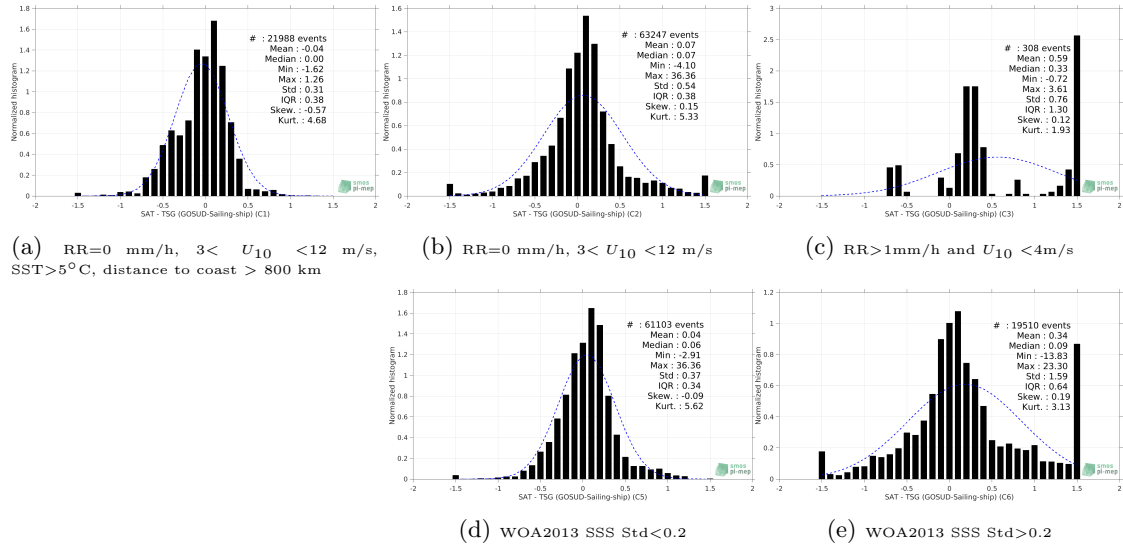 1.8
1.6
1.4
1.2
1
0.8
0.6
0.4
0.2
0
Normalized histogram
# : 21988 events
Mean : -0.04
Median : 0.00
Min : -1.62
Max : 1.26
Std : 0.31
IQR : 0.38
Skew. : -0.57
Kurt. : 4.68
smos
pi-mep
-2 -1.5 -1 -0.5 0 0.5 1 1.5 2
SAT - TSG (GOSUD-Sailing-ship) (C1)
(a) RR=0 mm/h, 3< U10 <12 m/s,
SST>5°C, distance to coast > 800 km
1.6
1.4
1.2
1
0.8
0.6
0.4
0.2
0
Normalized histogram
# : 63247 events
Mean : 0.07
Median : 0.07
Min : -4.10
Max : 36.36
Std : 0.54
IQR : 0.38
Skew. : 0.15
Kurt. : 5.33
smos
pi-mep
-2 -1.5 -1 -0.5 0 0.5 1 1.5 2
SAT - TSG (GOSUD-Sailing-ship) (C2)
(b) RR=0 mm/h, 3< U10 <12 m/s
3
2.5
2
1.5
1
0.5
0
Normalized histogram
# : 308 events
Mean : 0.59
Median : 0.33
Min : -0.72
Max : 3.61
Std : 0.76
IQR : 1.30
Skew. : 0.12
Kurt. : 1.93
smos
pi-mep
-2 -1.5 -1 -0.5 0 0.5 1 1.5 2
SAT - TSG (GOSUD-Sailing-ship) (C3)
(c) RR>1mm/h and U10 <4m/s
1.8
1.6
1.4
1.2
1
0.8
0.6
0.4
0.2
0
Normalized histogram
# : 61103 events
Mean : 0.04
Median : 0.06
Min : -2.91
Max : 36.36
Std : 0.37
IQR : 0.34
Skew. : -0.09
Kurt. : 5.62
smos
pi-mep
-2 -1.5 -1 -0.5 0 0.5 1 1.5 2
SAT - TSG (GOSUD-Sailing-ship) (C5)
(d) WOA2013 SSS Std<0.2
1.2
1
0.8
0.6
0.4
0.2
0
Normalized histogram
# : 19510 events
Mean : 0.34
Median : 0.09
Min : -13.83
Max : 23.30
Std : 1.59
IQR : 0.64
Skew. : 0.19
Kurt. : 3.13
smos
pi-mep
-2 -1.5 -1 -0.5 0 0.5 1 1.5 2
SAT - TSG (GOSUD-Sailing-ship) (C6)
(e) WOA2013 SSS Std>0.2